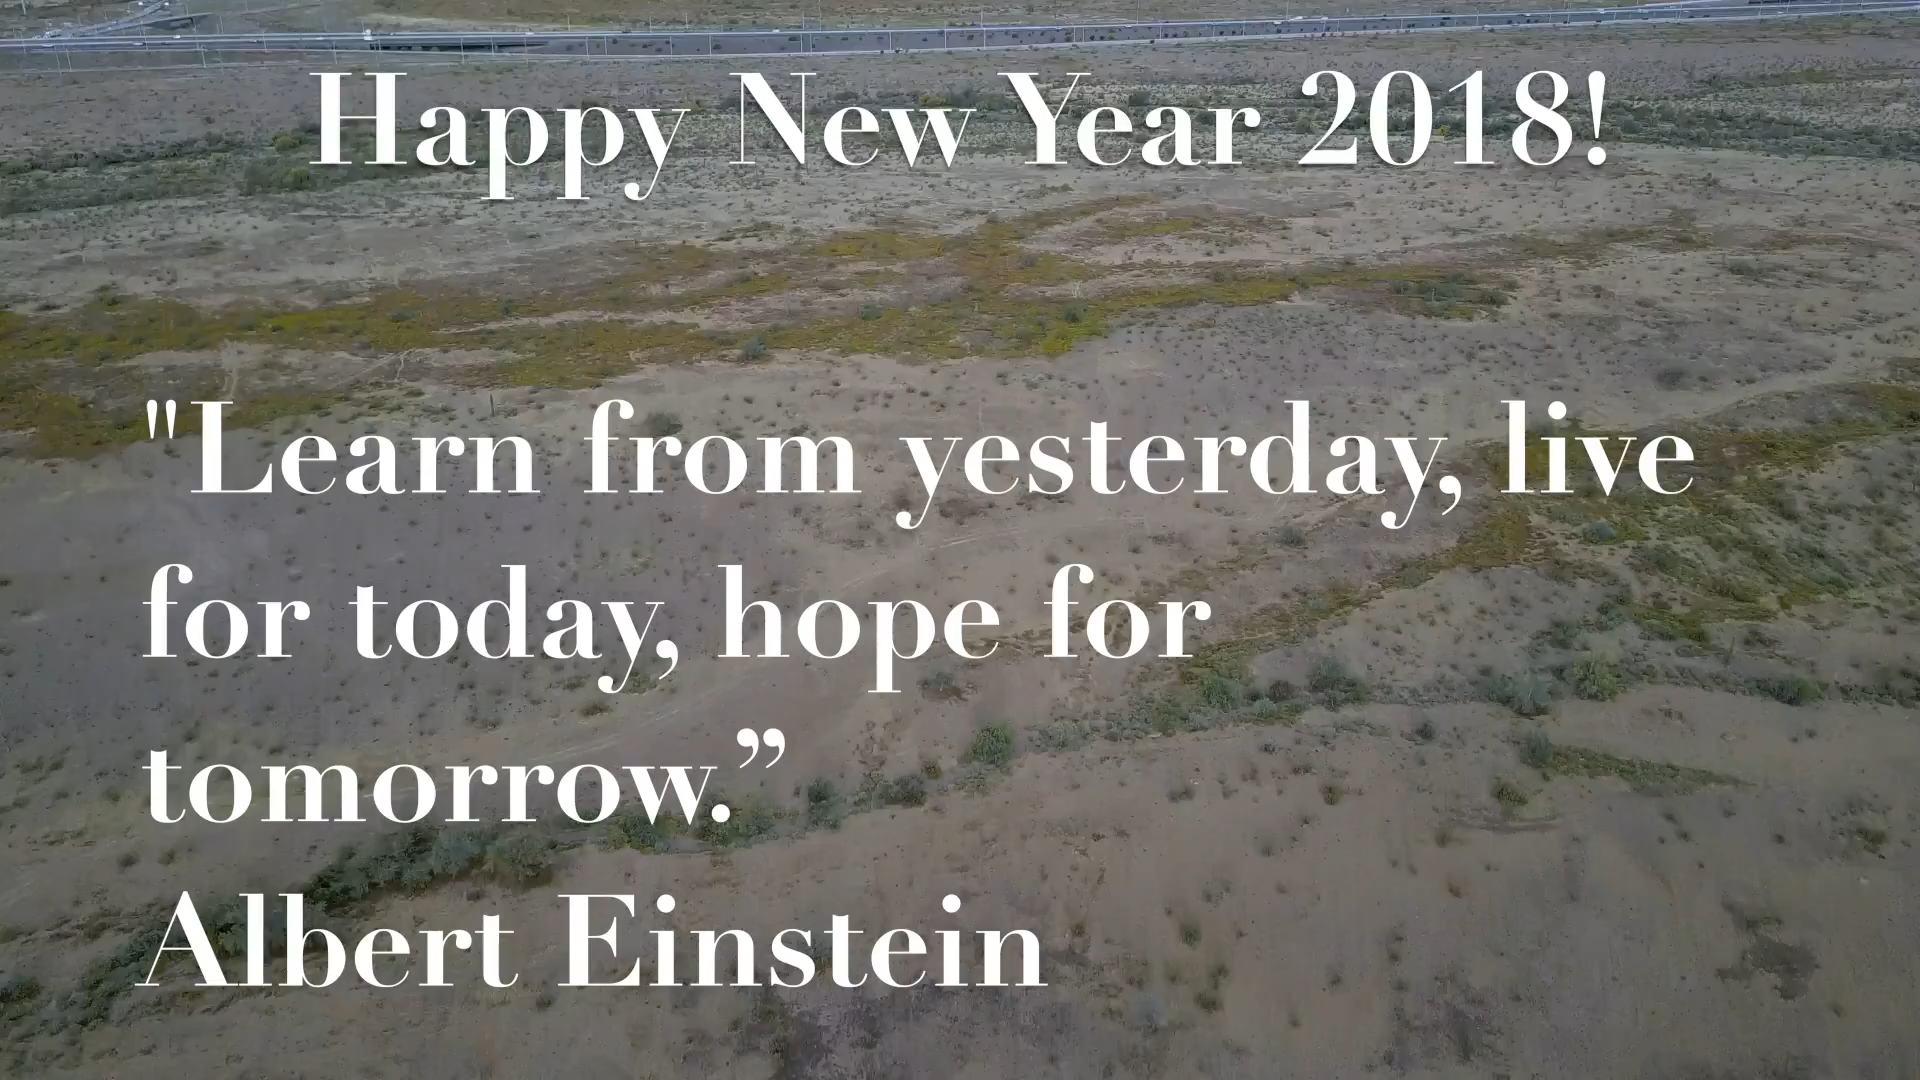 Happy New Year 2018!
"Learn from yesterday, live
for today, hope for
tomorrow.”
Albert Einstein